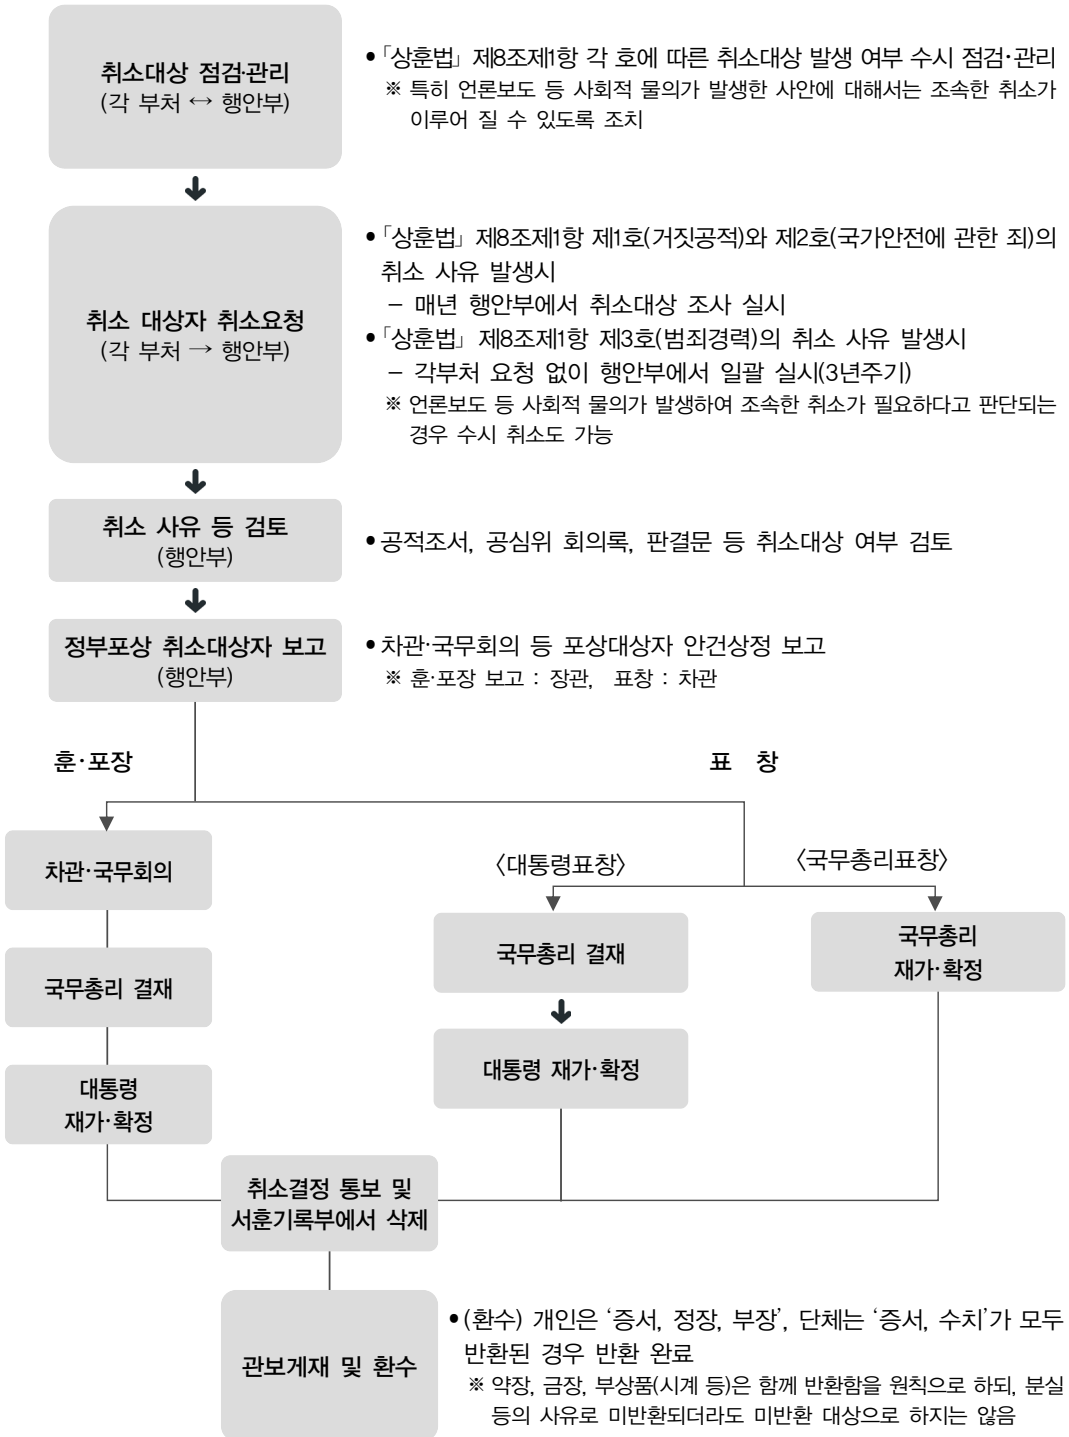 취소대상 점검·관리
(각 부처 ↔ 행안부)
• 「상훈법」 제8조제1항 각 호에 따른 취소대상 발생 여부 수시 점검·관리
※ 특히 언론보도 등 사회적 물의가 발생한 사안에 대해서는 조속한 취소가
이루어 질 수 있도록 조치
취소 대상자 취소요청
(각 부처 → 행안부)
• 「상훈법」 제8조제1항 제1호(거짓공적)와 제2호(국가안전에 관한 죄)의
취소 사유 발생시
– 매년 행안부에서 취소대상 조사 실시
• 「상훈법」 제8조제1항 제3호(범죄경력)의 취소 사유 발생시
– 각부처 요청 없이 행안부에서 일괄 실시(3년주기)
※ 언론보도 등 사회적 물의가 발생하여 조속한 취소가 필요하다고 판단되는
경우 수시 취소도 가능
취소 사유 등 검토
(행안부)
• 공적조서, 공심위 회의록, 판결문 등 취소대상 여부 검토
정부포상 취소대상자 보고
(행안부)
• 차관·국무회의 등 포상대상자 안건상정 보고
※ 훈·포장 보고 : 장관, 표창 : 차관
훈·포장
표 창
차관·국무회의
국무총리 결재
대통령
재가·확정
〈대통령표창〉
국무총리 결재
대통령 재가·확정
〈국무총리표창〉
국무총리
재가·확정
취소결정 통보 및
서훈기록부에서 삭제
관보게재 및 환수
• (환수) 개인은 ‘증서, 정장, 부장’, 단체는 ‘증서, 수치’가 모두
반환된 경우 반환 완료
※ 약장, 금장, 부상품(시계 등)은 함께 반환함을 원칙으로 하되, 분실
등의 사유로 미반환되더라도 미반환 대상으로 하지는 않음